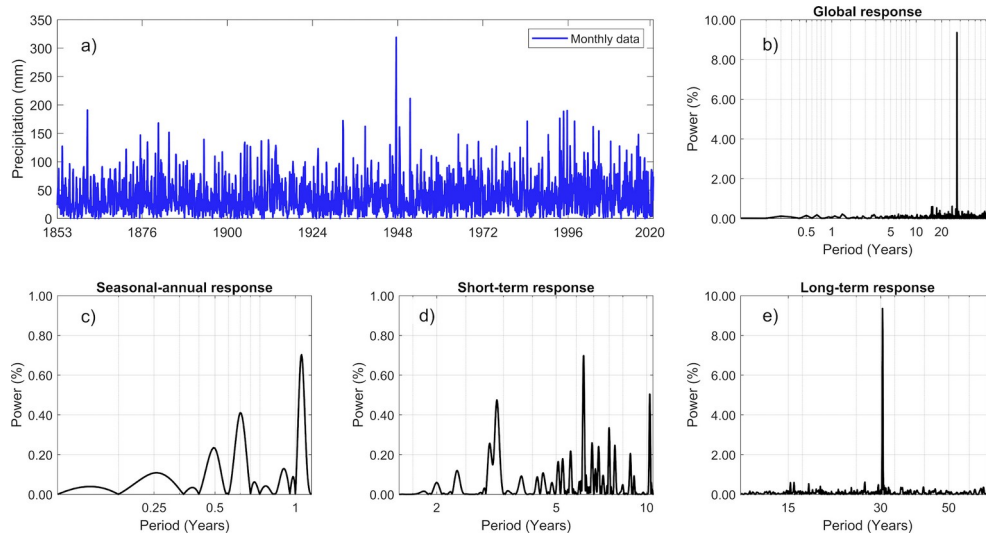 a)
Monthly data
Precipitation (mm)
350
300
250
200
150
100
50
0
1853
1876
1900
1924
1948
1972
1996
2020
Global response
b)
Power (%)
10.00
8.00
6.00
4.00
2.00
0.00
0.5
1
5
10
20
Period (Years)
Seasonal-annual response
c)
Power (%)
1.00
0.80
0.60
0.40
0.20
0.00
0.25
0.5
1
Period (Years)
Short-term response
d)
Power (%)
1.00
0.80
0.60
0.40
0.20
0.00
2
5
10
Period (Years)
Long-term response
e)
Power (%)
10.00
8.00
6.00
4.00
2.00
0.00
15
30
50
Period (Years)